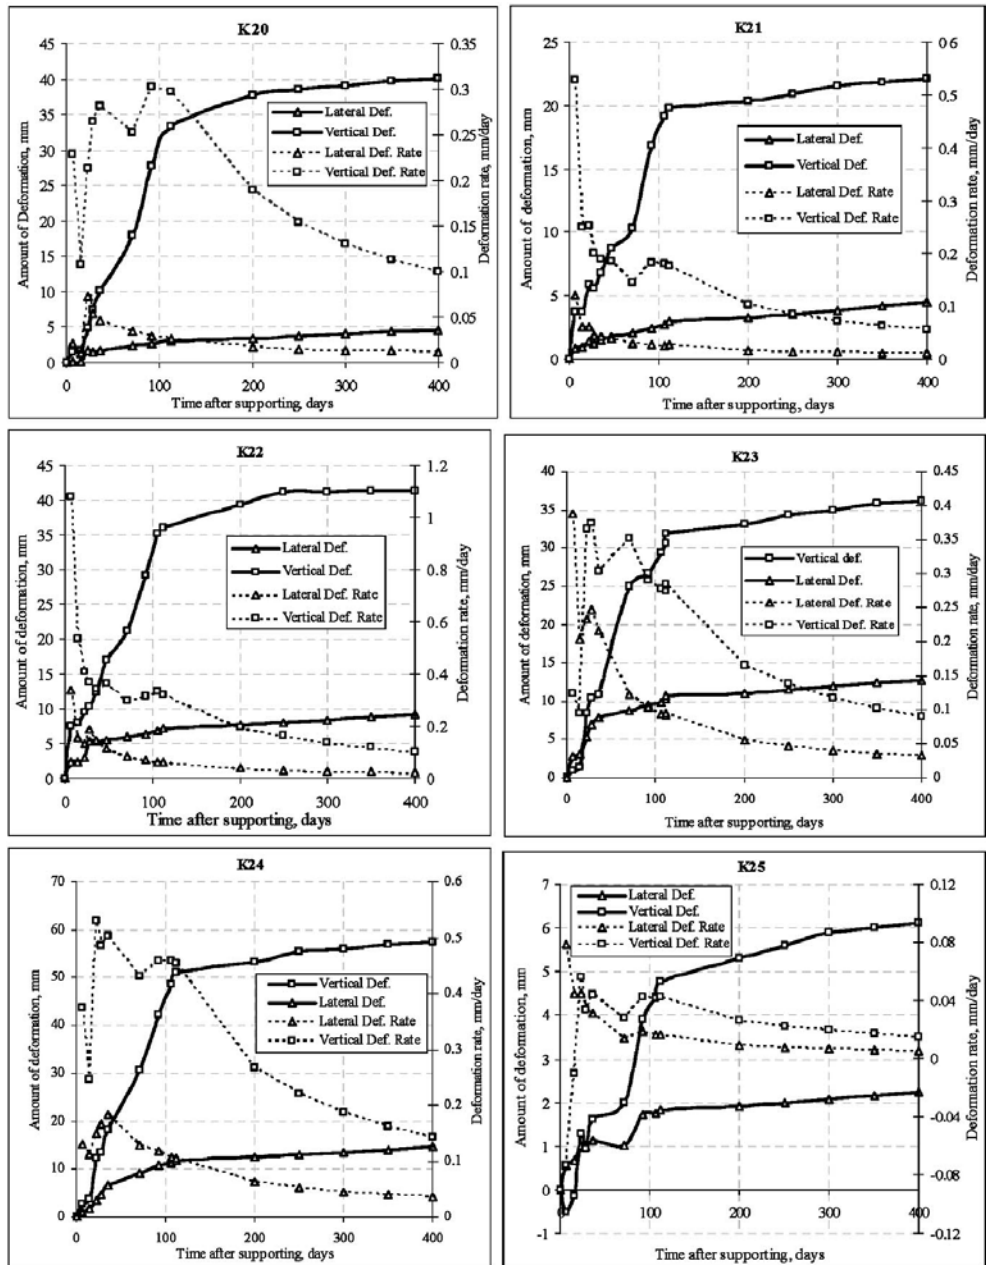 K20
Amount of Deformation, mm
45
40
35
30
25
20
15
10
5
0
0.35
0.3
0.25
0.2
0.15
0.1
0.05
0
Deformation rate, mm/day
Lateral Def.
Vertical Def.
Lateral Def. Rate
Vertical Def. Rate
0 100 200 300 400
Time after supporting, days
K21
Amount of deformation, mm
25
20
15
10
5
0
0.6
0.5
0.4
0.3
0.2
0.1
0
Deformation rate, mm/day
Lateral Def.
Vertical Def.
Lateral Def. Rate
Vertical Def. Rate
0 100 200 300 400
Time after supporting, days
K22
Amount of deformation, mm
45
40
35
30
25
20
15
10
5
0
1.2
1
0.8
0.6
0.4
0.2
0
Deformation rate, mm/day
Lateral Def.
Vertical Def.
Lateral Def. Rate
Vertical Def. Rate
0 100 200 300 400
Time after supporting, days
K23
Amount of deformation, mm
40
35
30
25
20
15
10
5
0
0.45
0.4
0.35
0.3
0.25
0.2
0.15
0.1
0.05
0
Deformation rate, mm/day
Vertical def.
Lateral Def.
Lateral Def. Rate
Vertical Def. Rate
0 100 200 300 400
Time after supporting, days
K24
Amount of deformation, mm
70
60
50
40
30
20
10
0
0.6
0.5
0.4
0.3
0.2
0.1
0
Deformation rate, mm/day
Vertical Def.
Lateral Def.
Lateral Def. Rate
Vertical Def. Rate
0 100 200 300 400
Time after supporting, days
K25
Amount of deformation, mm
7
6
5
4
3
2
1
0
-1
0.12
0.08
0.04
0
-0.04
-0.08
-0.12
Deformation rate, mm/day
Lateral Def.
Vertical Def.
Lateral Def. Rate
Vertical Def. Rate
0 100 200 300 400
Time after supporting, days